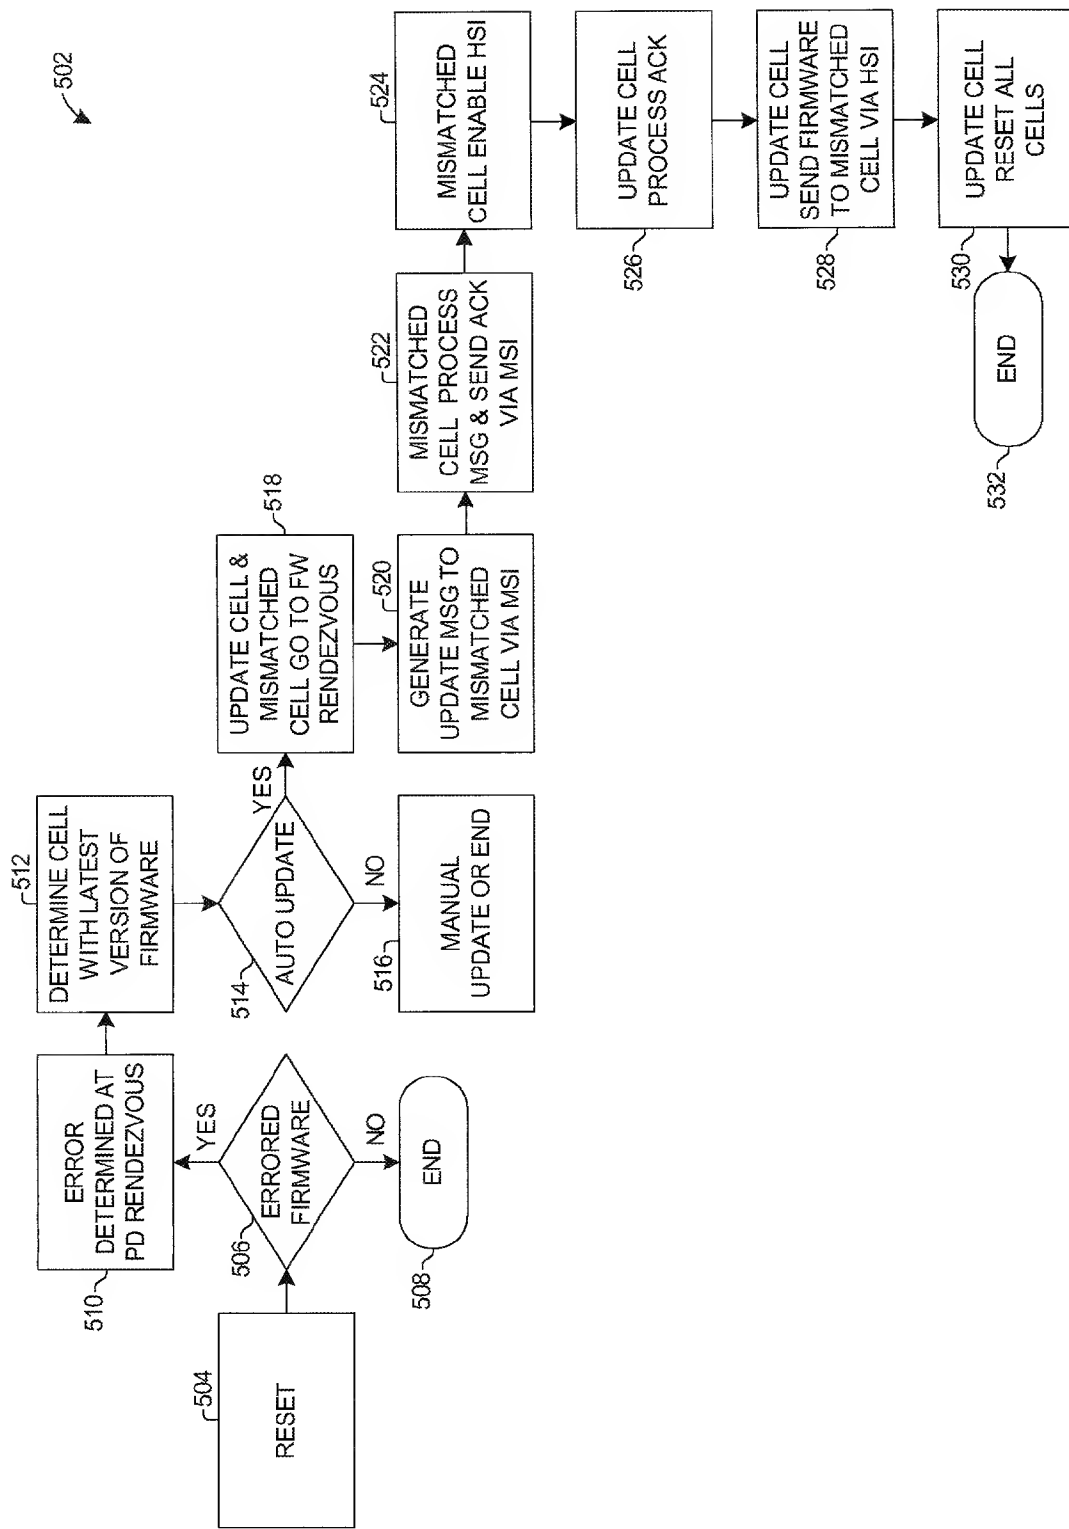 502
504
RESET
506
ERRORED
FIRMWARE
YES
NO
508
END
510
ERROR
DETERMINED AT
PD RENDEZVOUS
512
DETERMINE CELL
WITH LATEST
VERSION OF
FIRMWARE
514
AUTO UPDATE
YES
NO
516
MANUAL
UPDATE OR END
518
UPDATE CELL &
MISMATCHED
CELL GO TO FW
RENDEZVOUS
520
GENERATE
UPDATE MSG TO
MISMATCHED
CELL VIA MSI
522
MISMATCHED
CELL PROCESS
MSG & SEND ACK
VIA MSI
524
MISMATCHED
CELL ENABLE HSI
526
UPDATE CELL
PROCESS ACK
528
UPDATE CELL
SEND FIRMWARE
TO MISMATCHED
CELL VIA HSI
530
UPDATE CELL
RESET ALL
CELLS
532
END